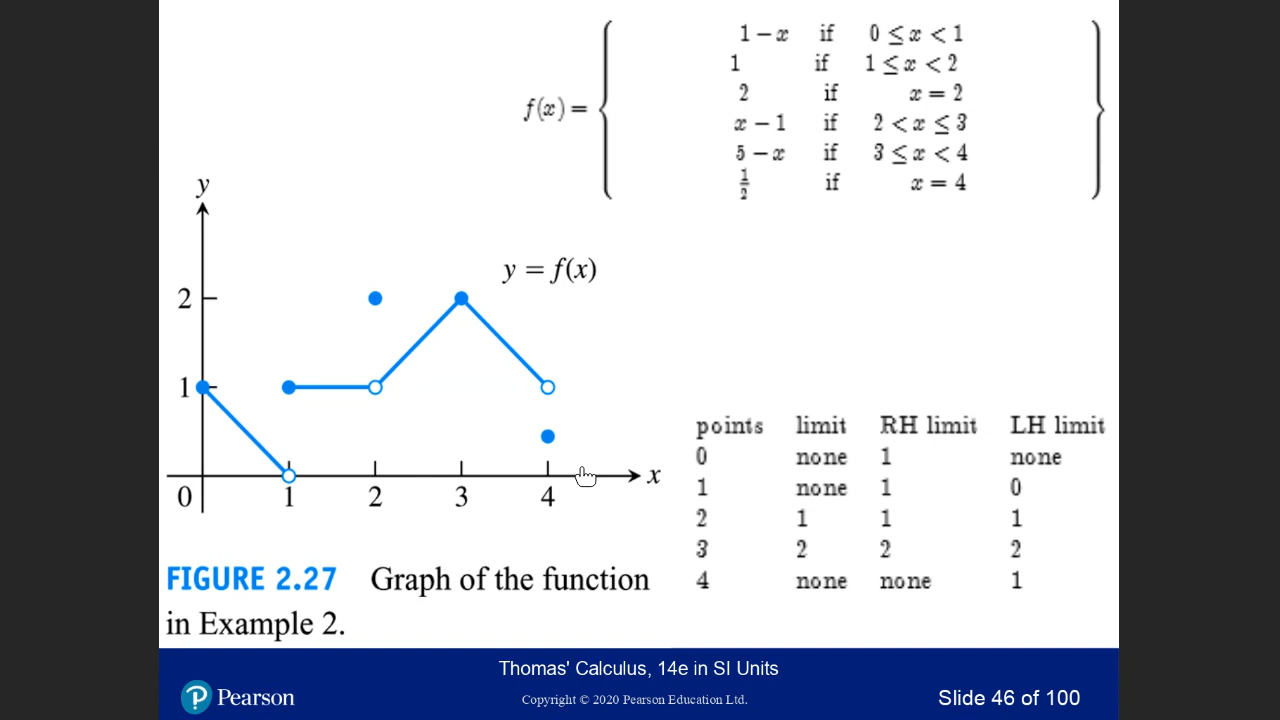 f(x) = { 1 − x if 0 ≤ x < 1
1 if 1 ≤ x < 2
2 if x = 2
x − 1 if 2 < x ≤ 3
5 − x if 3 ≤ x < 4
1/2 if x = 4 }
y
y = f(x)
2
1
x
0 1 2 3 4
points limit RH limit LH limit
0 none 1 none
1 none 1 0
2 1 1 1
3 2 2 2
4 none none 1
FIGURE 2.27 Graph of the function
in Example 2.
Thomas' Calculus, 14e in SI Units
P Pearson
Copyright © 2020 Pearson Education Ltd.
Slide 46 of 100